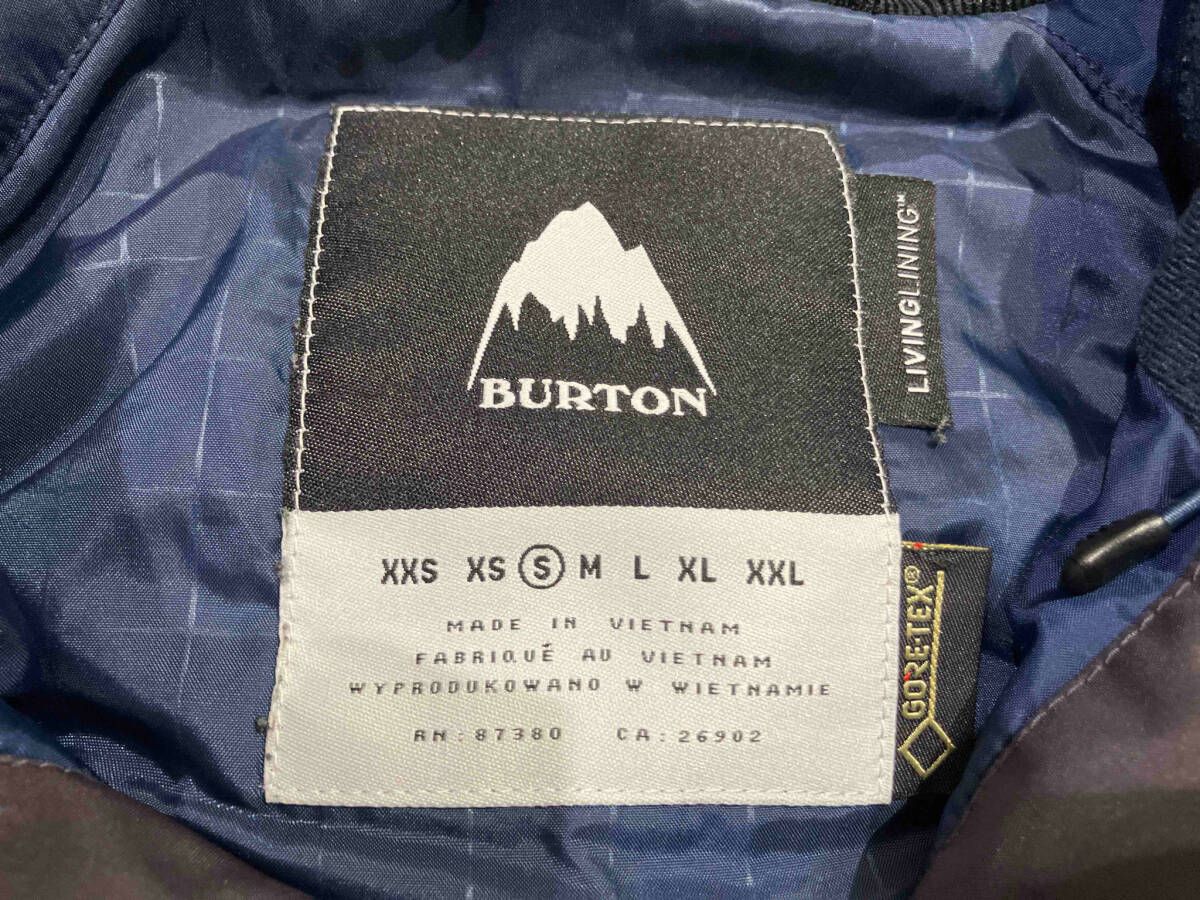 BURTON
LIVINGLINING™
XXS XS S M L XL XXL
MADE IN VIETNAM
FABRIQUÉ AU VIETNAM
WYPRODUKOWANO W WIETNAMIE
RN: 87380 CA: 26902
GORE-TEX®